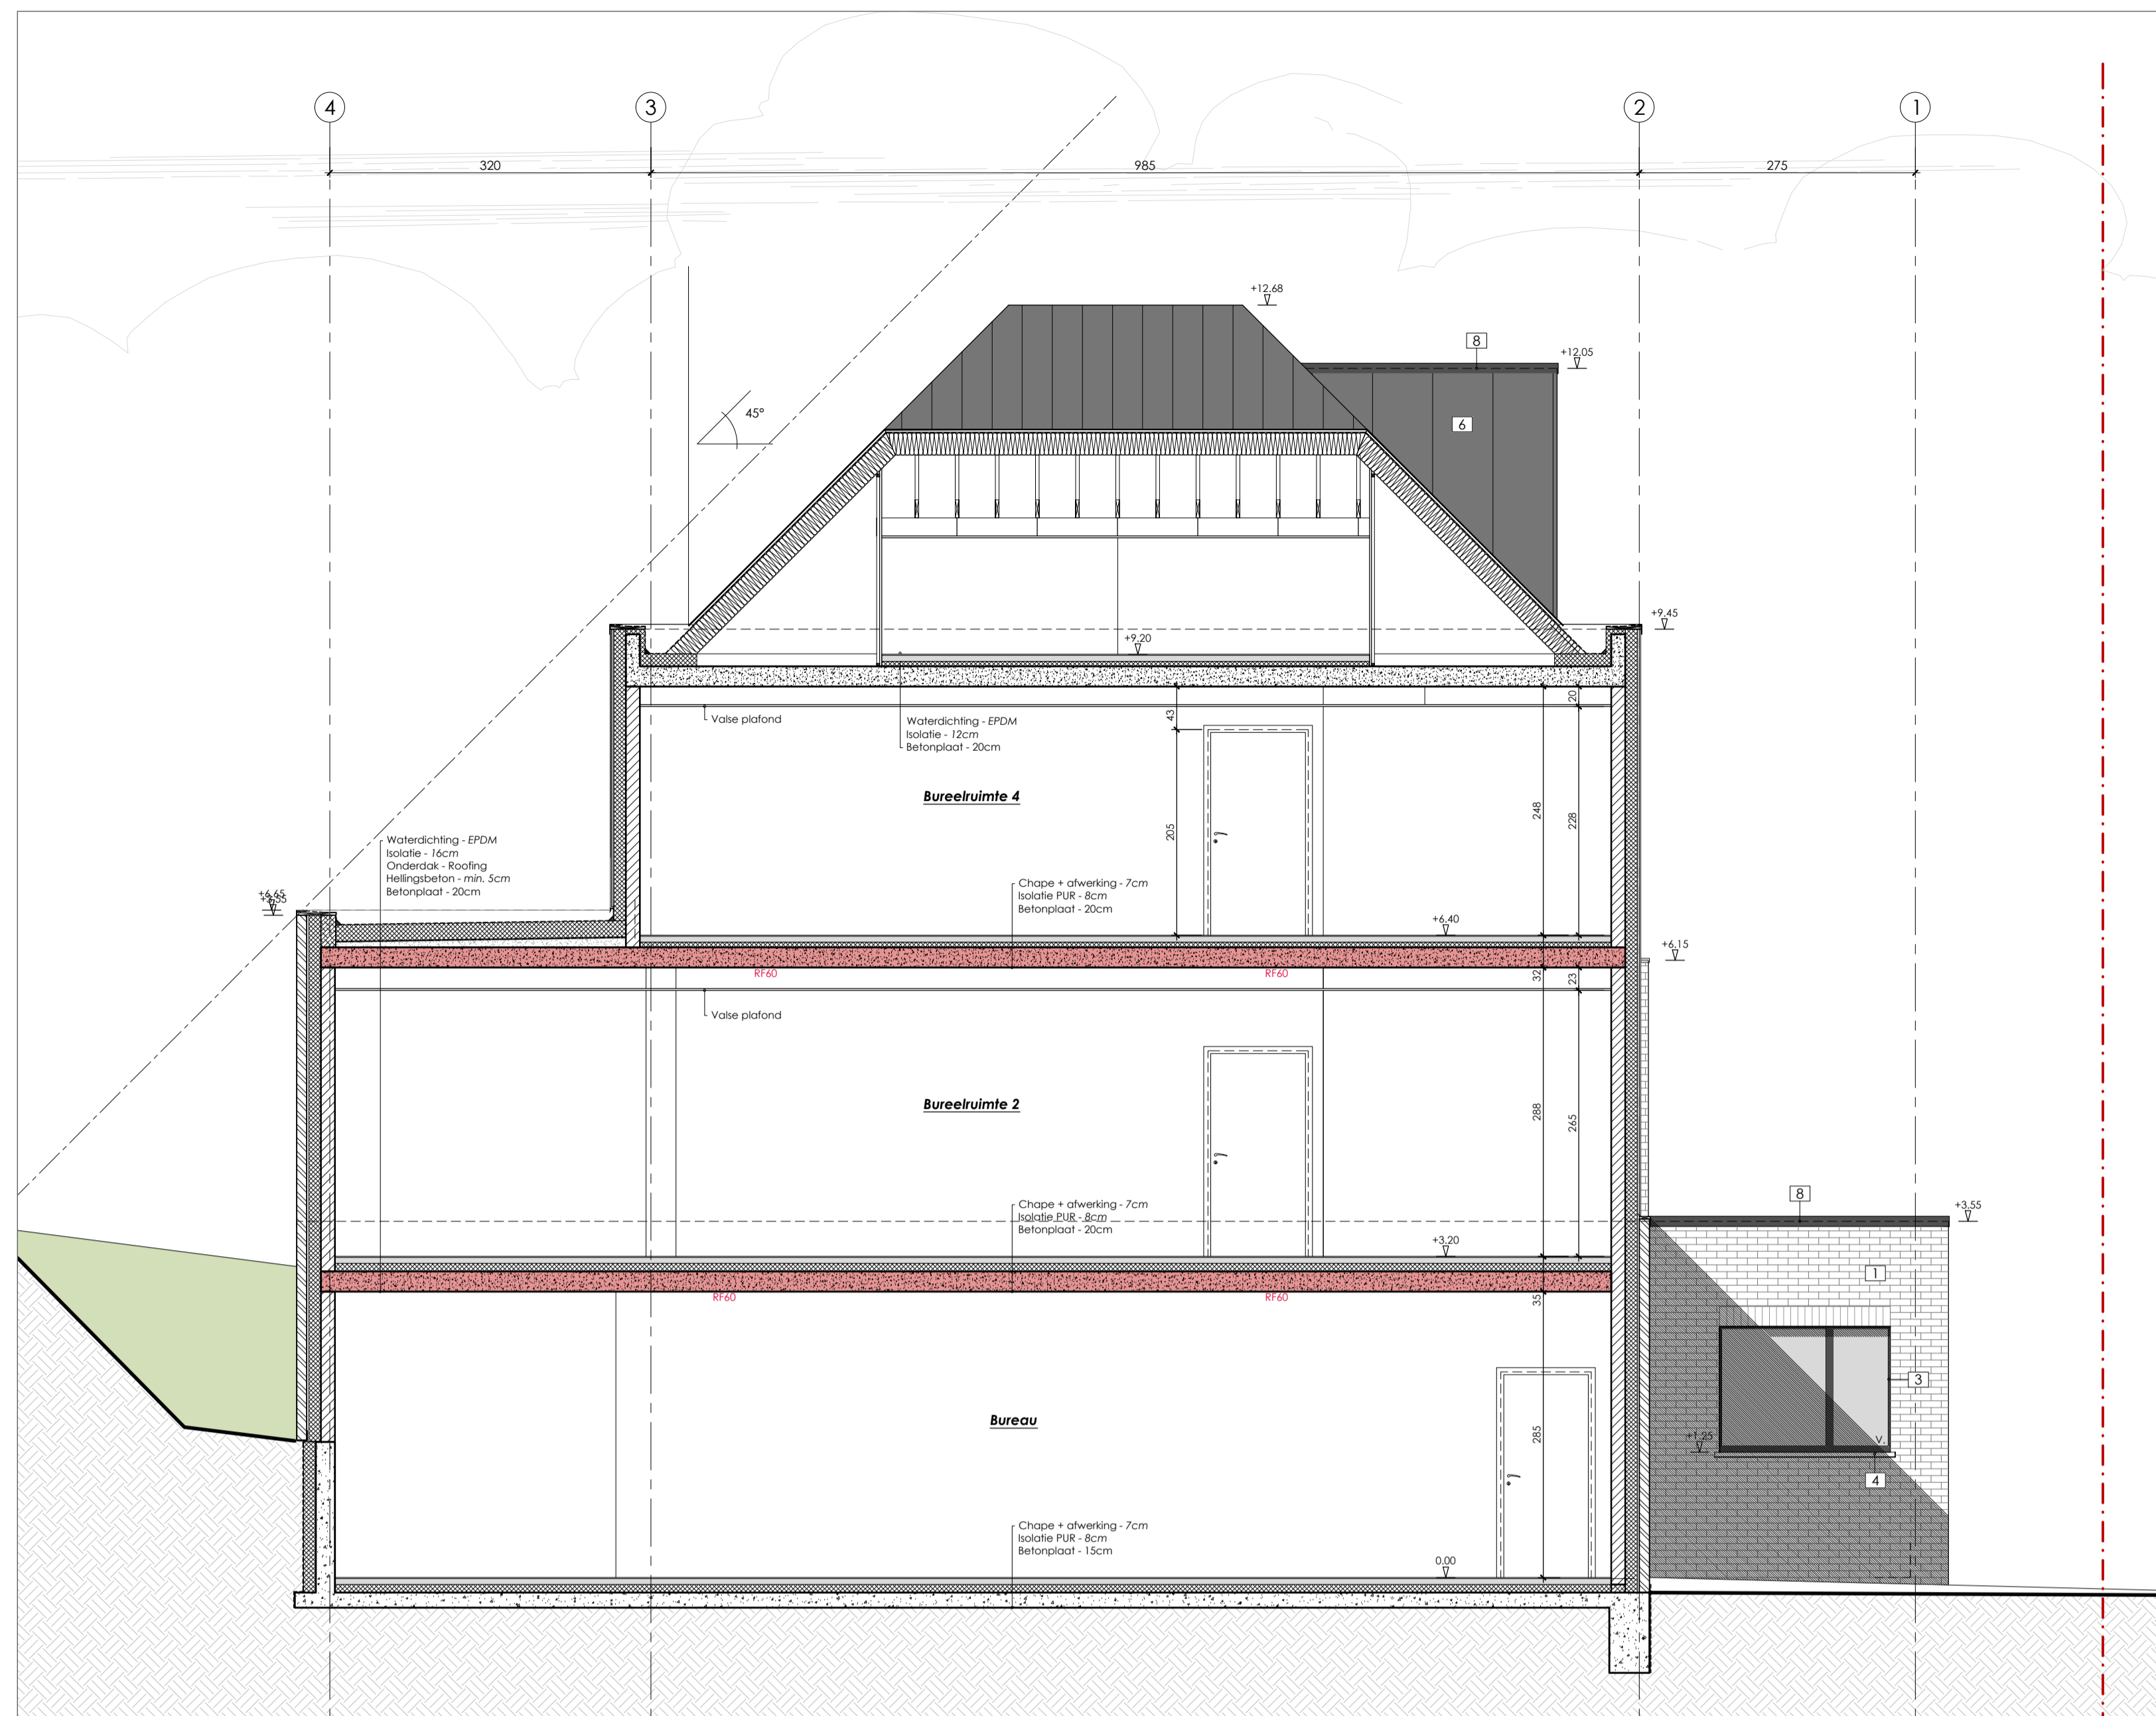 4
3
2
1
320
985
275
+12.68
8
+12.05
6
45°
+9.45
+9.20
20
Valse plafond
43
Waterdichting - EPDM
Isolatie - 12cm
Betonplaat - 20cm
Bureelruimte 4
205
248
228
Waterdichting - EPDM
Isolatie - 16cm
Onderdak - Roofing
Hellingsbeton - min. 5cm
Betonplaat - 20cm
Chape + afwerking - 7cm
Isolatie PUR - 8cm
Betonplaat - 20cm
+6.65
+6.40
+6.15
RF60
RF60
32
23
Valse plafond
Bureelruimte 2
288
265
Chape + afwerking - 7cm
Isolatie PUR - 8cm
Betonplaat - 20cm
8
+3.55
+3.20
1
RF60
RF60
35
3
Bureau
285
+1.25
V.
4
Chape + afwerking - 7cm
Isolatie PUR - 8cm
Betonplaat - 15cm
0.00